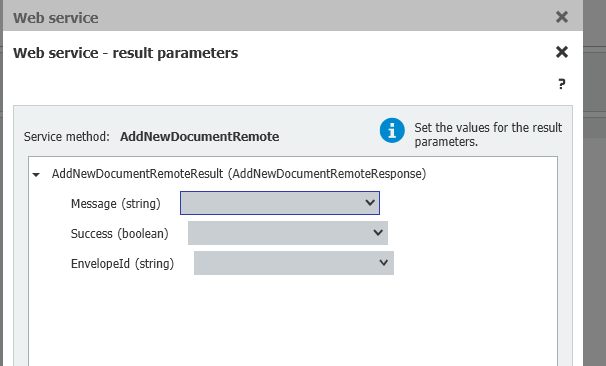 Web service
Web service - result parameters
?
Service method: AddNewDocumentRemote
Set the values for the result
parameters.
AddNewDocumentRemoteResult (AddNewDocumentRemoteResponse)
Message (string)
Success (boolean)
EnvelopeId (string)